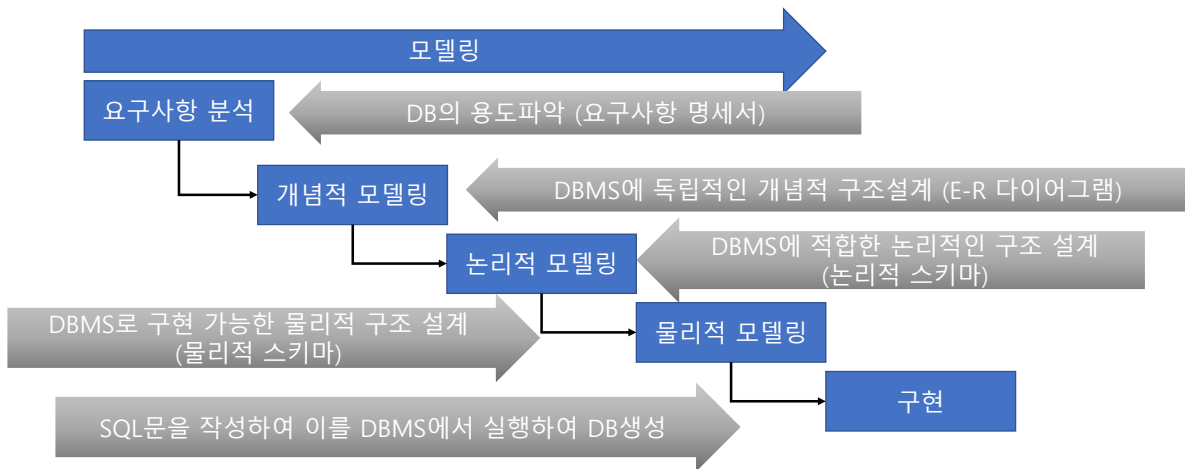 모델링
요구사항 분석
DB의 용도파악 (요구사항 명세서)
개념적 모델링
DBMS에 독립적인 개념적 구조설계 (E-R 다이어그램)
논리적 모델링
DBMS에 적합한 논리적인 구조 설계
(논리적 스키마)
DBMS로 구현 가능한 물리적 구조 설계
(물리적 스키마)
물리적 모델링
구현
SQL문을 작성하여 이를 DBMS에서 실행하여 DB생성